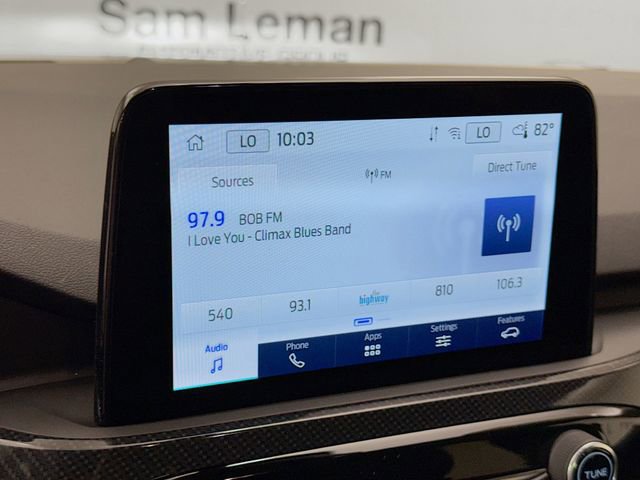 Sam Leman
LO 10:03 LO 82°
Sources FM Direct Tune
97.9 BOB FM
I Love You - Climax Blues Band
540 93.1 the highway 810 106.3
Audio Phone Apps Settings Features
TUNE